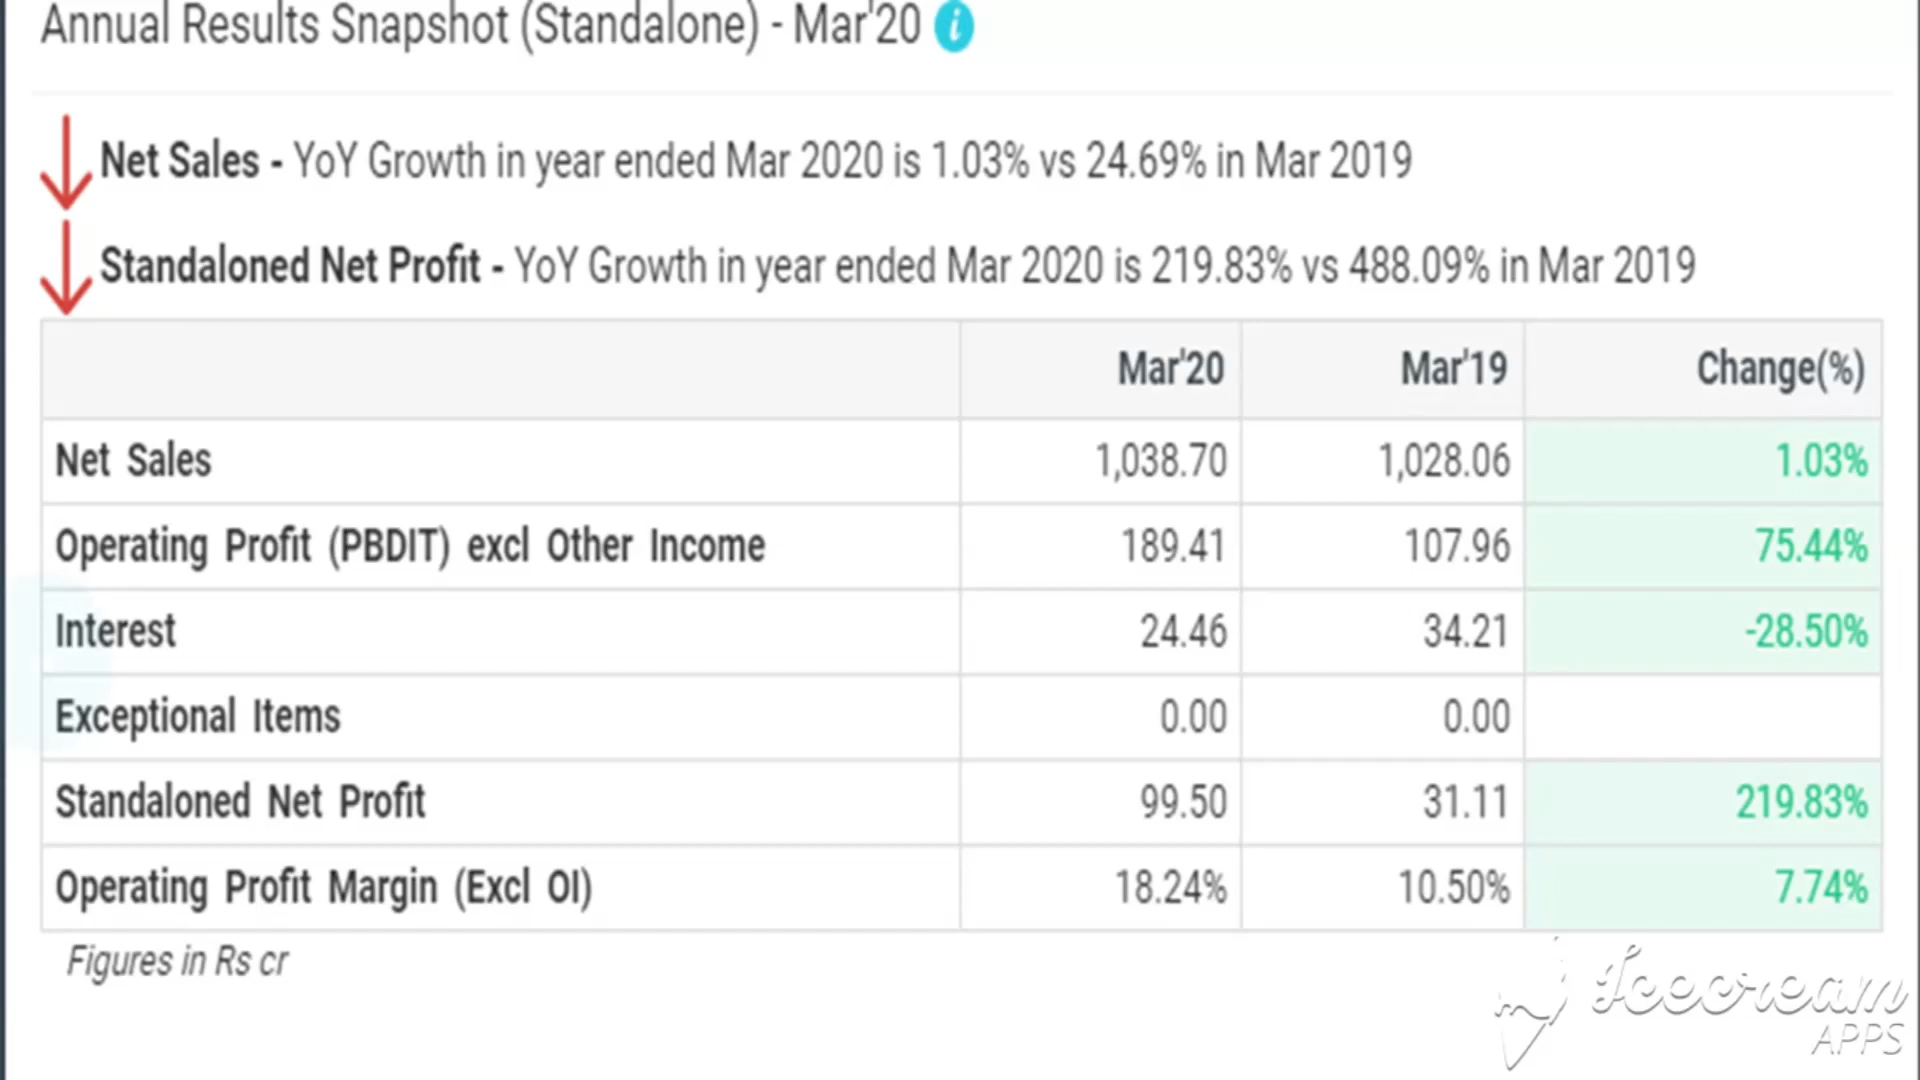 Annual Results Snapshot (Standalone) - Mar'20 i
Net Sales - YoY Growth in year ended Mar 2020 is 1.03% vs 24.69% in Mar 2019
Standaloned Net Profit - YoY Growth in year ended Mar 2020 is 219.83% vs 488.09% in Mar 2019
Mar'20 Mar'19 Change(%)
Net Sales 1,038.70 1,028.06 1.03%
Operating Profit (PBDIT) excl Other Income 189.41 107.96 75.44%
Interest 24.46 34.21 -28.50%
Exceptional Items 0.00 0.00
Standaloned Net Profit 99.50 31.11 219.83%
Operating Profit Margin (Excl OI) 18.24% 10.50% 7.74%
Figures in Rs cr
Icecream
APPS